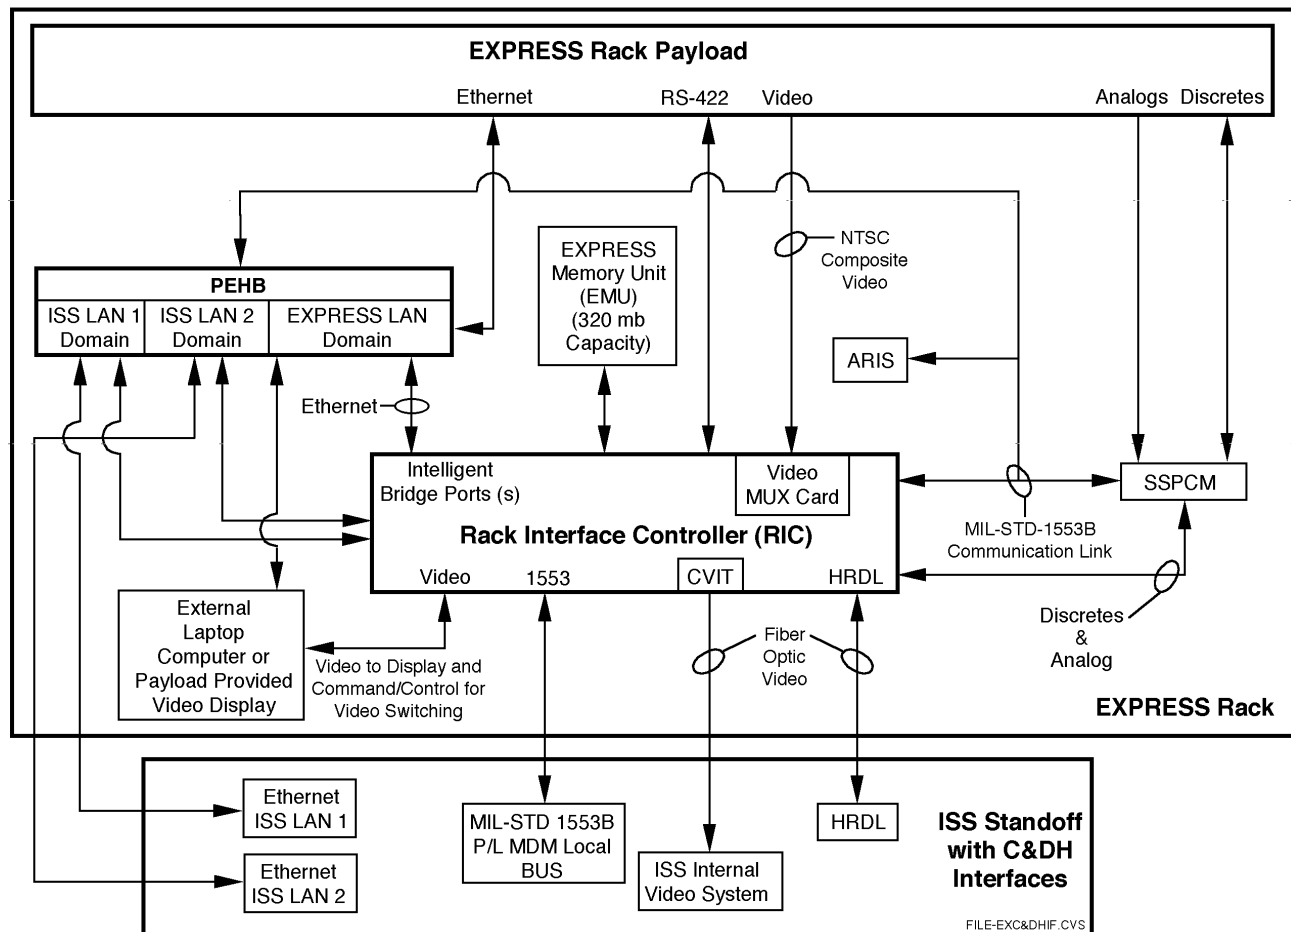 EXPRESS Rack Payload
Ethernet
RS-422
Video
Analogs
Discretes
NTSC
Composite
Video
EXPRESS
Memory Unit
(EMU)
(320 mb
Capacity)
PEHB
ISS LAN 1
Domain
ISS LAN 2
Domain
EXPRESS LAN
Domain
ARIS
Ethernet
Intelligent
Bridge Ports (s)
Video
MUX Card
SSPCM
Rack Interface Controller (RIC)
MIL-STD-1553B
Communication Link
Video
1553
CVIT
HRDL
External
Laptop
Computer or
Payload Provided
Video Display
Video to Display and
Command/Control for
Video Switching
Fiber
Optic
Video
Discretes
&
Analog
EXPRESS Rack
Ethernet
ISS LAN 1
Ethernet
ISS LAN 2
MIL-STD 1553B
P/L MDM Local
BUS
ISS Internal
Video System
HRDL
ISS Standoff
with C&DH
Interfaces
FILE-EXC&DHIF.CVS